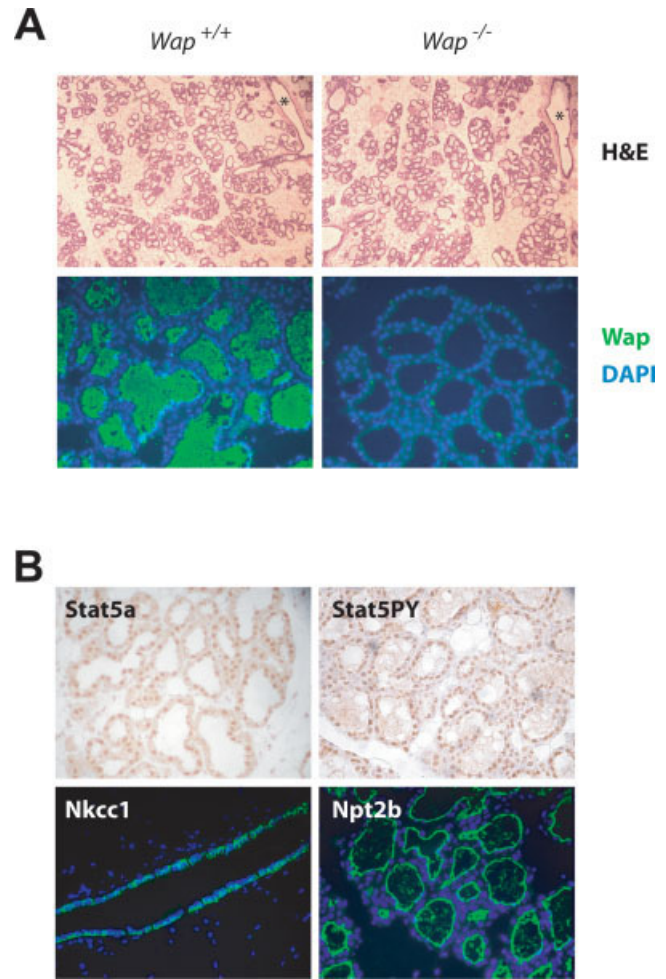 A
Wap +/+
Wap -/-
*
*
H&E
Wap
DAPI
B
Stat5a
Stat5PY
Nkcc1
Npt2b